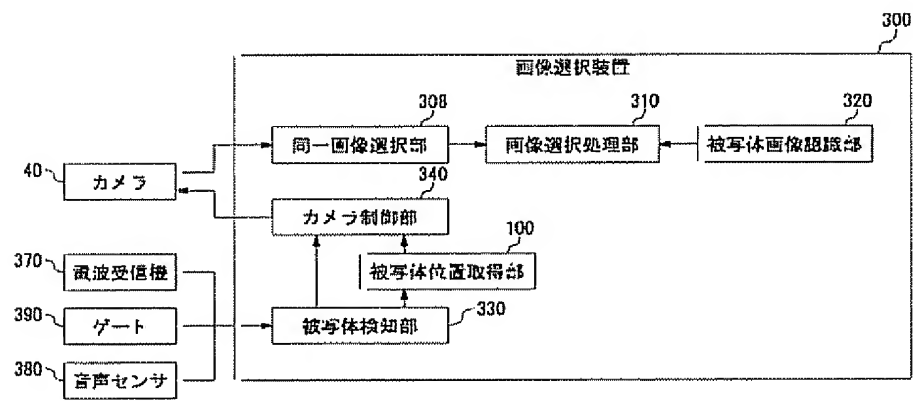 300
画像選択装置
308
310
320
同一画像選択部
画像選択処理部
被写体画像認識部
40
カメラ
340
カメラ制御部
100
370
電波受信機
被写体位置取得部
390
ゲート
被写体検知部
330
380
音声センサ